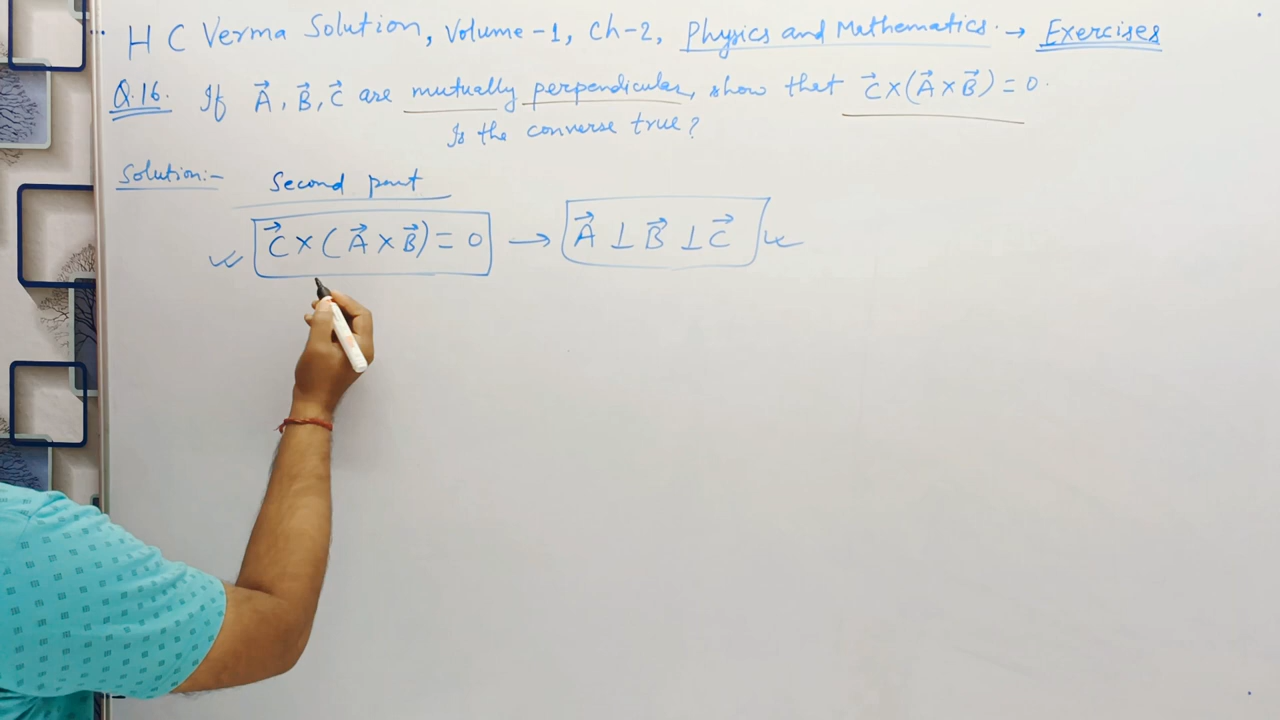 H C Verma Solution, Volume-1, Ch-2, Physics and Mathematics. → Exercises
Q.16. If A⃗, B⃗, C⃗ are mutually perpendicular, show that C⃗×(A⃗×B⃗)=0.
Is the converse true?
Solution:-
Second part
C⃗×(A⃗×B⃗)=0 → A⃗ ⊥ B⃗ ⊥ C⃗